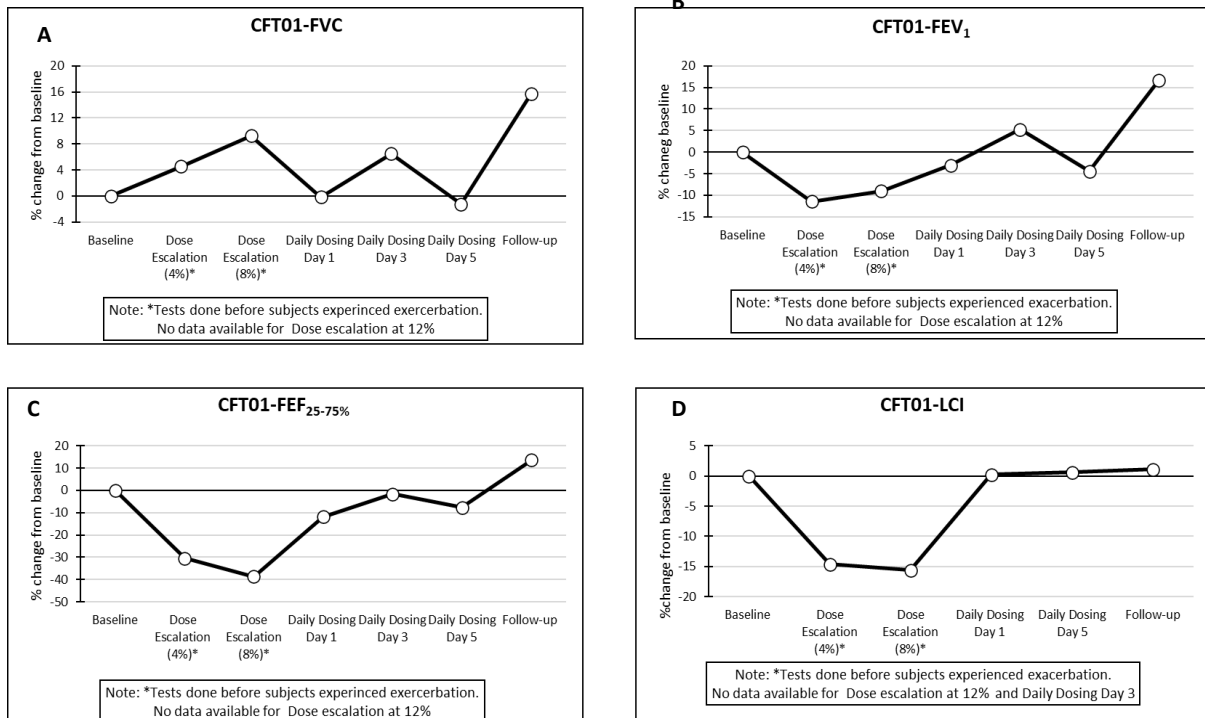 A
CFT01-FVC
% change from baseline
20
16
12
8
4
0
-4
Baseline
Dose Escalation (4%)*
Dose Escalation (8%)*
Daily Dosing Day 1
Daily Dosing Day 3
Daily Dosing Day 5
Follow-up
Note: *Tests done before subjects experinced exercerbation.
No data available for Dose escalation at 12%
B
CFT01-FEV1
% chaneg baseline
20
15
10
5
0
-5
-10
-15
Baseline
Dose Escalation (4%)*
Dose Escalation (8%)*
Daily Dosing Day 1
Daily Dosing Day 3
Daily Dosing Day 5
Follow-up
Note: *Tests done before subjects experienced exacerbation.
No data available for Dose escalation at 12%
C
CFT01-FEF25-75%
% change from baseline
20
10
0
-10
-20
-30
-40
-50
Baseline
Dose Escalation (4%)*
Dose Escalation (8%)*
Daily Dosing Day 1
Daily Dosing Day 3
Daily Dosing Day 5
Follow-up
Note: *Tests done before subjects experinced exercerbation.
No data available for Dose escalation at 12%
D
CFT01-LCI
%change from baseline
5
0
-5
-10
-15
-20
Baseline
Dose Escalation (4%)*
Dose Escalation (8%)*
Daily Dosing Day 1
Daily Dosing Day 5
Follow-up
Note: *Tests done before subjects experienced exacerbation.
No data available for Dose escalation at 12% and Daily Dosing Day 3